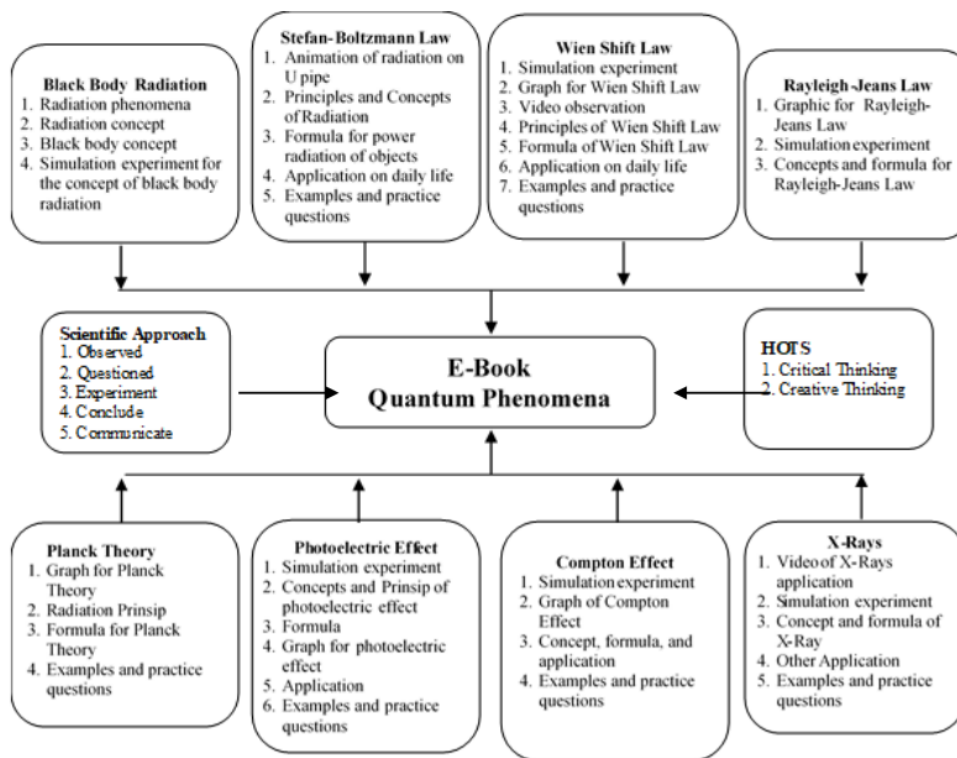 Black Body Radiation
1. Radiation phenomena
2. Radiation concept
3. Black body concept
4. Simulation experiment for
the concept of black body
radiation
Stefan-Boltzmann Law
1. Animation of radiation on
U pipe
2. Principles and Concepts
of Radiation
3. Formula for power
radiation of objects
4. Application on daily life
5. Examples and practice
questions
Wien Shift Law
1. Simulation experiment
2. Graph for Wien Shift Law
3. Video observation
4. Principles of Wien Shift Law
5. Formula of Wien Shift Law
6. Application on daily life
7. Examples and practice
questions
Rayleigh-Jeans Law
1. Graphic for Rayleigh-
Jeans Law
2. Simulation experiment
3. Concepts and formula for
Rayleigh-Jeans Law
Scientific Approach
1. Observed
2. Questioned
3. Experiment
4. Conclude
5. Communicate
E-Book
Quantum Phenomena
HOTS
1. Critical Thinking
2. Creative Thinking
Planck Theory
1. Graph for Planck
Theory
2. Radiation Prinsip
3. Formula for Planck
Theory
4. Examples and practice
questions
Photoelectric Effect
1. Simulation experiment
2. Concepts and Prinsip of
photoelectric effect
3. Formula
4. Graph for photoelectric
effect
5. Application
6. Examples and practice
questions
Compton Effect
1. Simulation experiment
2. Graph of Compton
Effect
3. Concept, formula, and
application
4. Examples and practice
questions
X-Rays
1. Video of X-Rays
application
2. Simulation experiment
3. Concept and formula of
X-Ray
4. Other Application
5. Examples and practice
questions